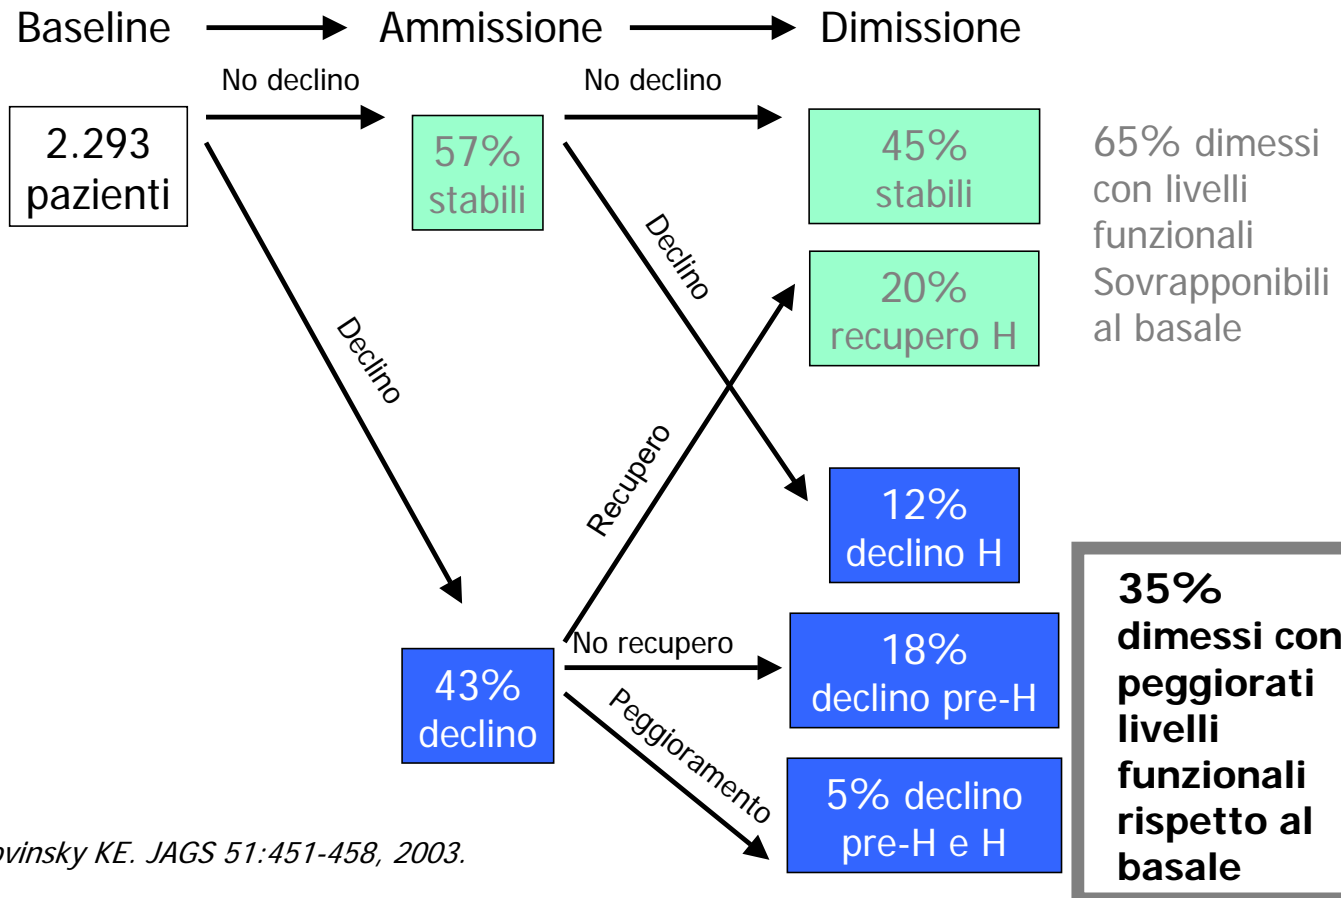 Baseline Ammissione Dimissione
No declino No declino
2.293
pazienti
57%
stabili
45%
stabili
65% dimessi
con livelli
funzionali
Sovrapponibili
al basale
Declino
20%
recupero H
Declino
Recupero
12%
declino H
35%
dimessi con
peggiorati
livelli
funzionali
rispetto al
basale
No recupero
43%
declino
18%
declino pre-H
Peggioramento
5% declino
pre-H e H
ovinsky KE. JAGS 51:451-458, 2003.